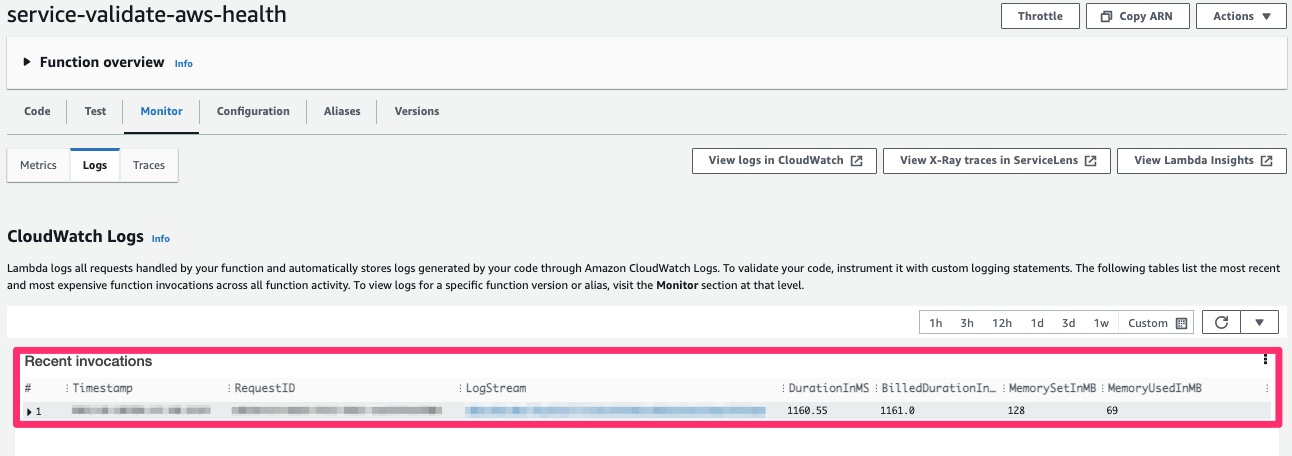 service-validate-aws-health
Throttle Copy ARN Actions
Function overview Info
Code Test Monitor Configuration Aliases Versions
Metrics Logs Traces
View logs in CloudWatch View X-Ray traces in ServiceLens View Lambda Insights
CloudWatch Logs Info
Lambda logs all requests handled by your function and automatically stores logs generated by your code through Amazon CloudWatch Logs. To validate your code, instrument it with custom logging statements. The following tables list the most recent
and most expensive function invocations across all function activity. To view logs for a specific function version or alias, visit the Monitor section at that level.
1h 3h 12h 1d 3d 1w Custom
Recent invocations
# Timestamp RequestID LogStream DurationInMS BilledDurationIn... MemorySetInMB MemoryUsedInMB
1 1160.55 1161.0 128 69